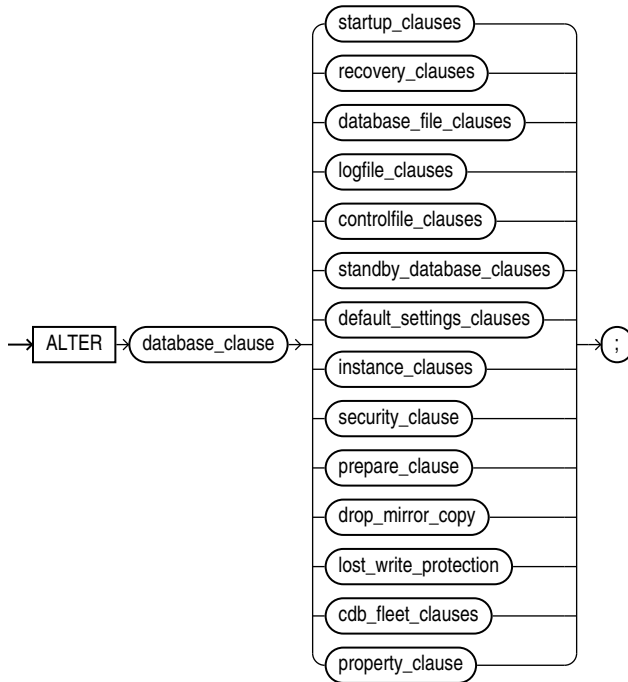 startup_clauses
recovery_clauses
database_file_clauses
logfile_clauses
controlfile_clauses
standby_database_clauses
default_settings_clauses
ALTER database_clause ;
instance_clauses
security_clause
prepare_clause
drop_mirror_copy
lost_write_protection
cdb_fleet_clauses
property_clause